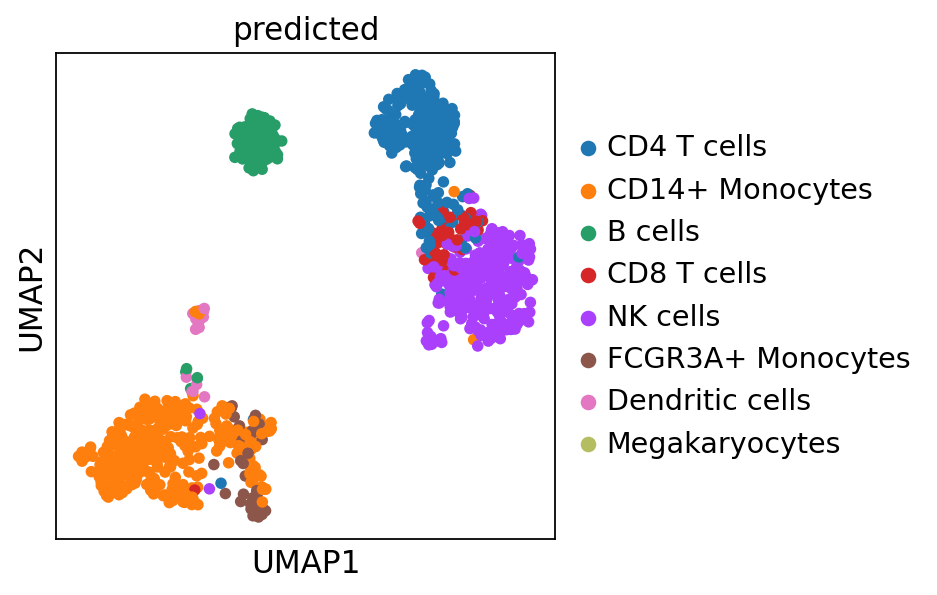 predicted
UMAP2
UMAP1
CD4 T cells
CD14+ Monocytes
B cells
CD8 T cells
NK cells
FCGR3A+ Monocytes
Dendritic cells
Megakaryocytes